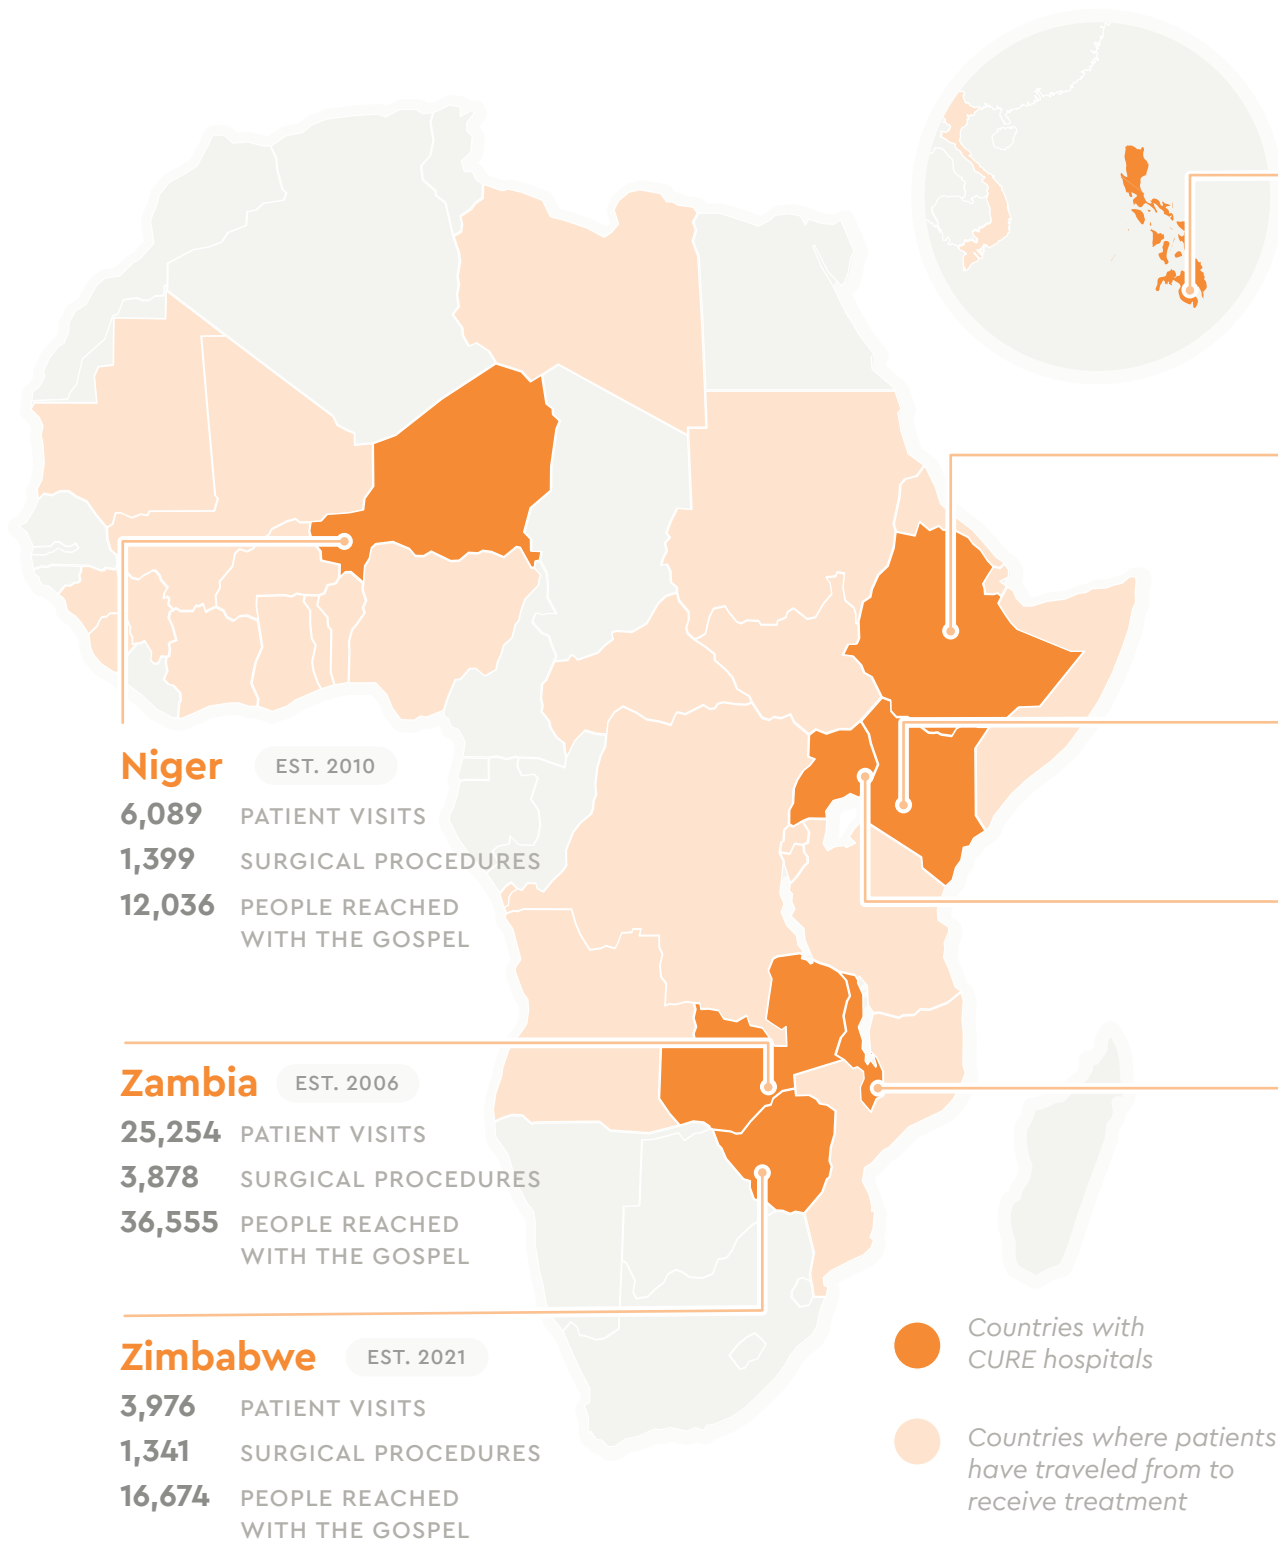 Niger EST. 2010
6,089 PATIENT VISITS
1,399 SURGICAL PROCEDURES
12,036 PEOPLE REACHED
WITH THE GOSPEL
Zambia EST. 2006
25,254 PATIENT VISITS
3,878 SURGICAL PROCEDURES
36,555 PEOPLE REACHED
WITH THE GOSPEL
Zimbabwe EST. 2021
3,976 PATIENT VISITS
1,341 SURGICAL PROCEDURES
16,674 PEOPLE REACHED
WITH THE GOSPEL
Countries with
CURE hospitals
Countries where patients
have traveled from to
receive treatment